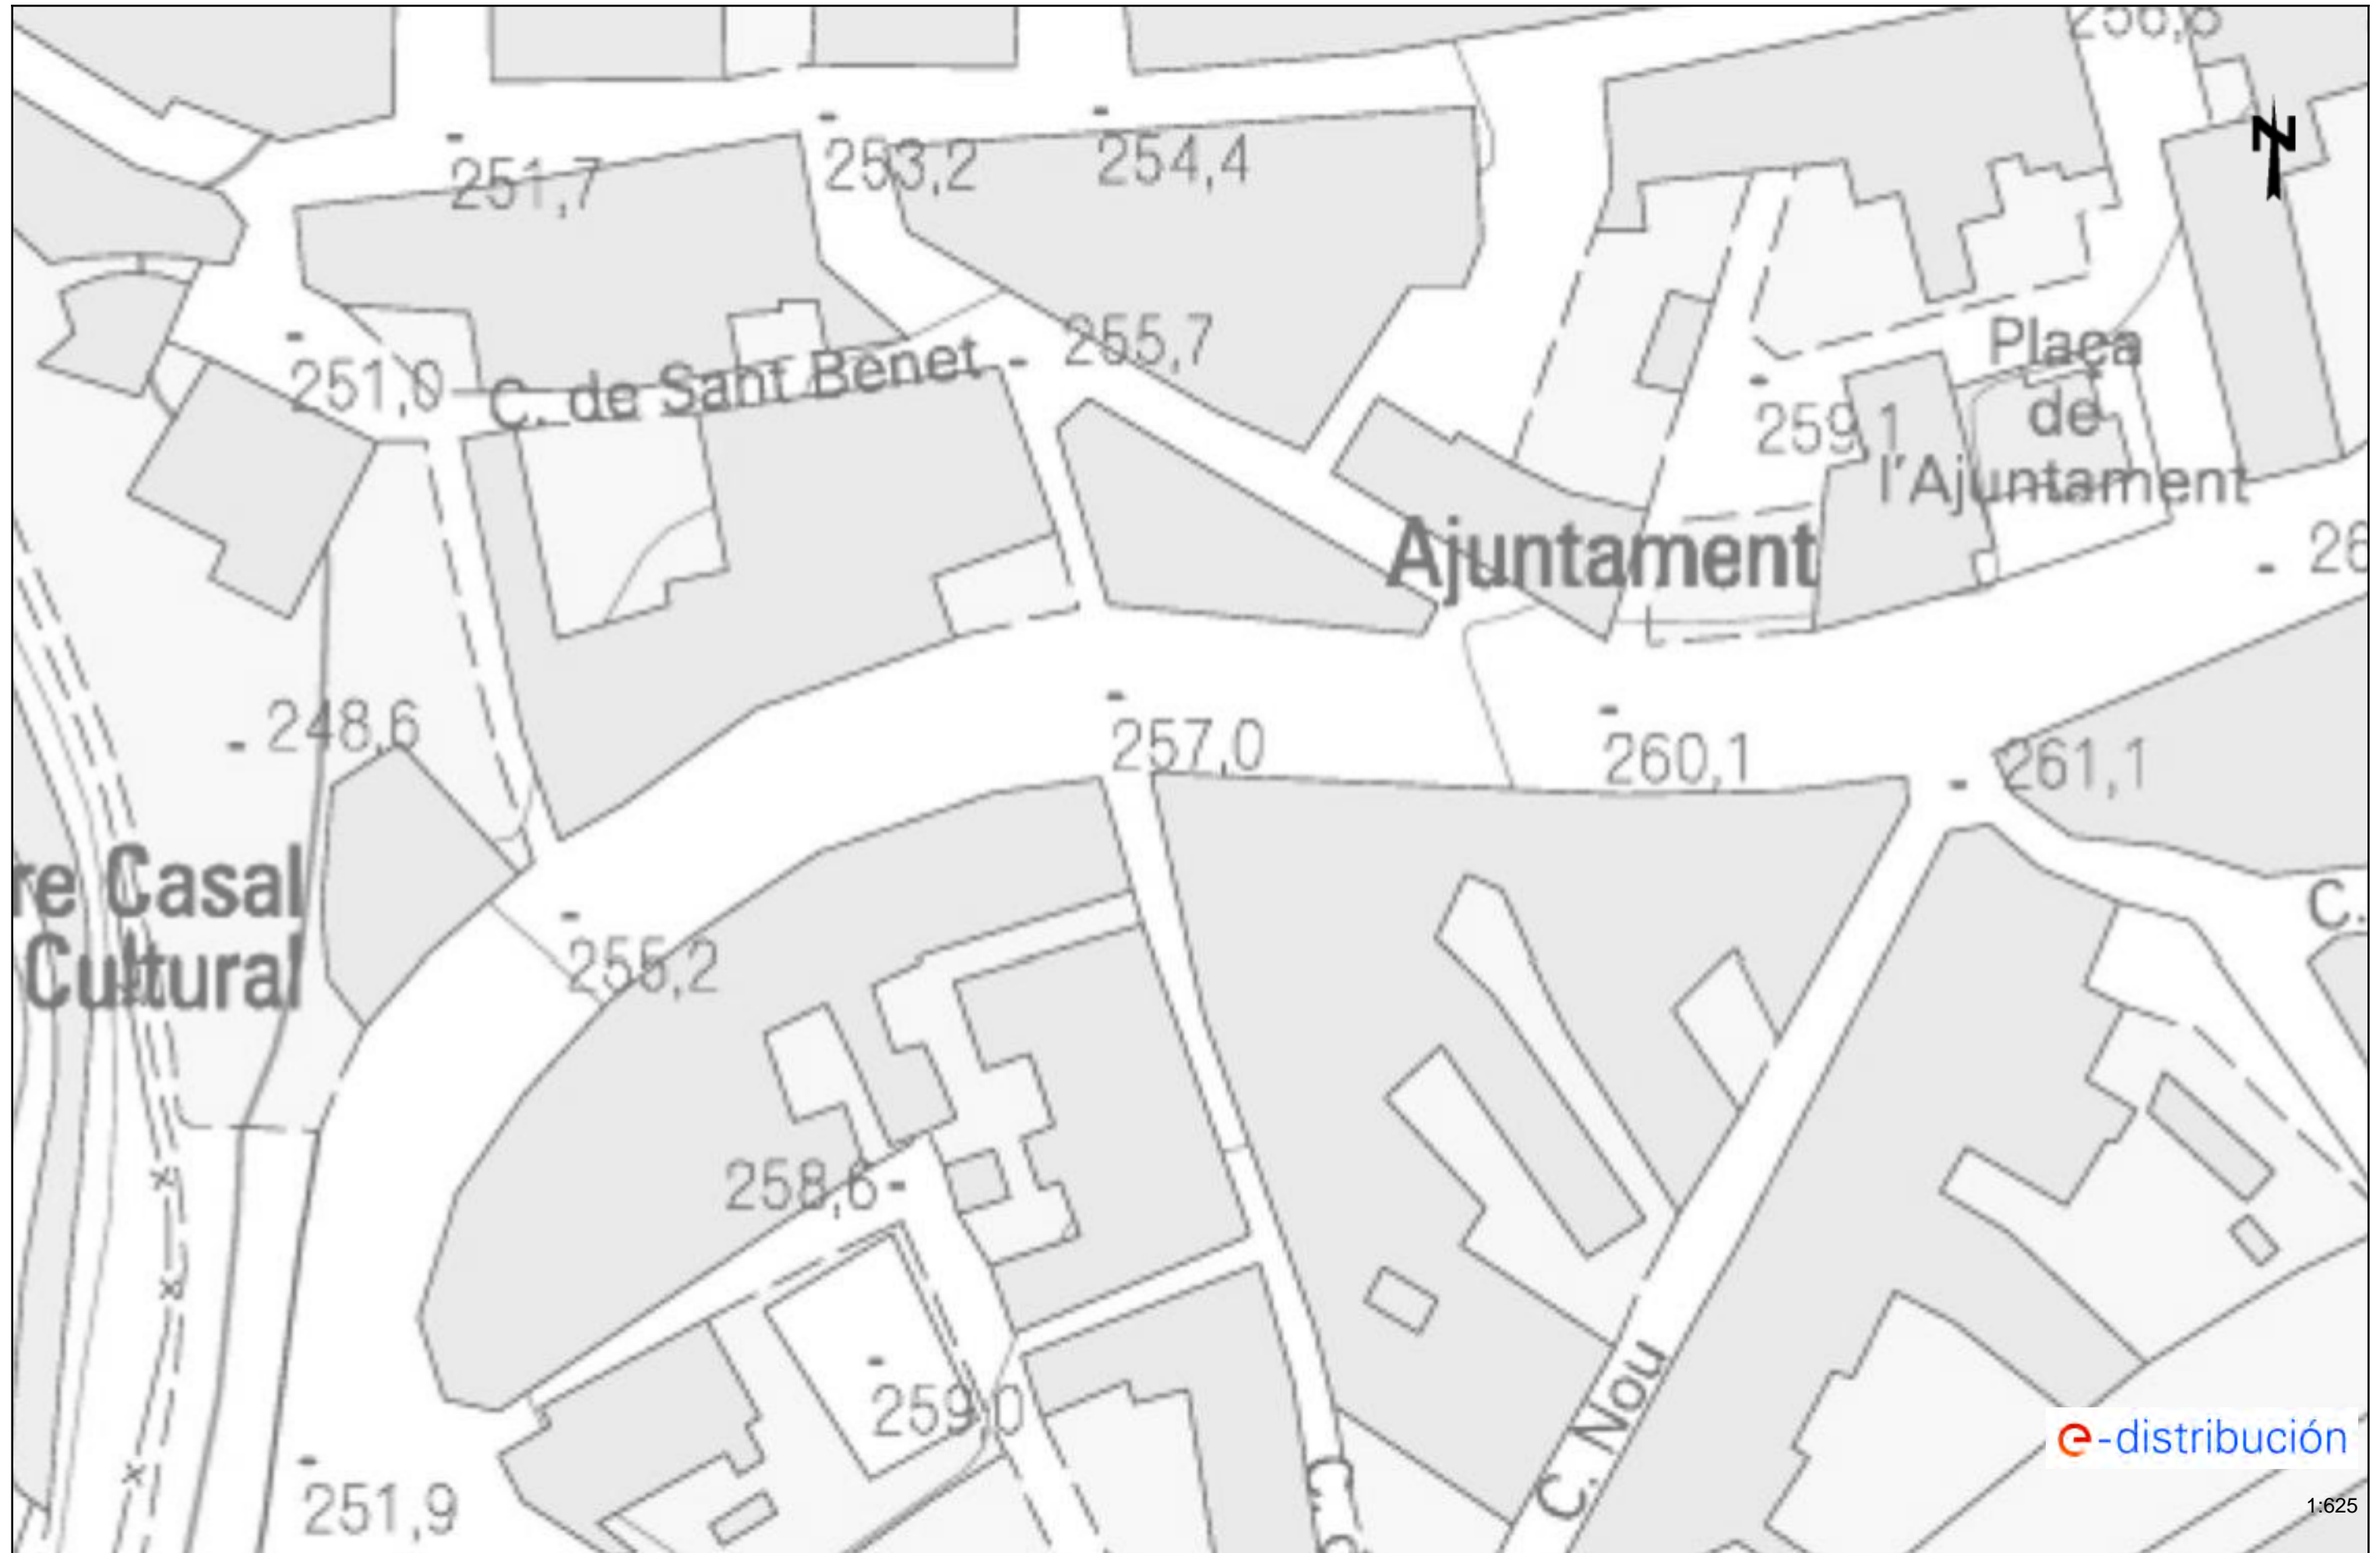 N
251,7
253,2
254,4
255,7
251,0
C. de Sant Benet
Plaça
de
l'Ajuntament
259,1
Ajuntament
248,6
257,0
260,1
261,1
re Casal
Cultural
C.
255,2
258,6
259,0
C. Nou
C.
251,9
e-distribución
1:625